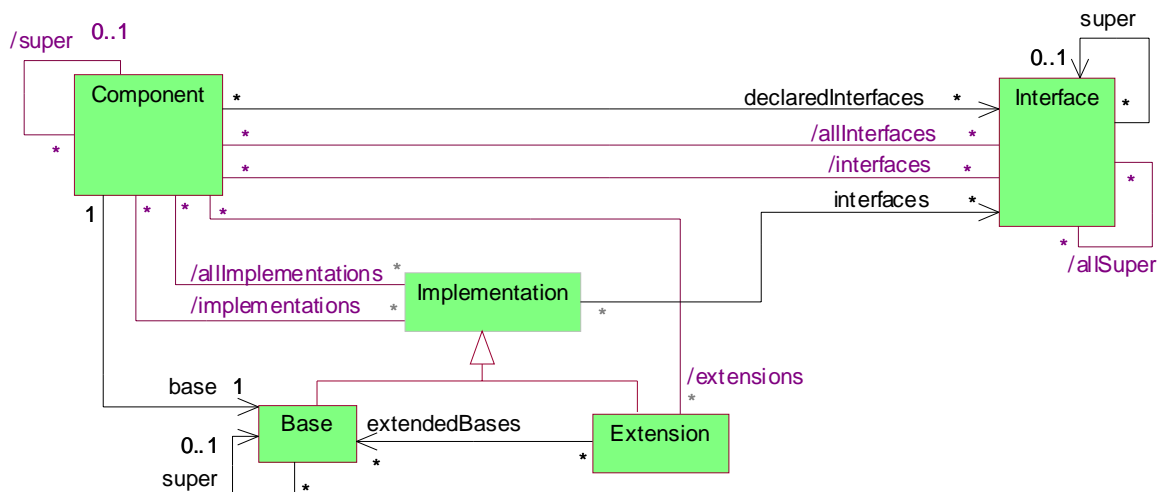 super
/super 0..1
0..1
Component
Interface
* declaredInterfaces *
*
* /allInterfaces *
* /interfaces *
*
*
1 * * * interfaces *
* /allSuper
/allImplementations *
Implementation
/implementations *
*
/extensions
base 1
*
Base
extendedBases
Extension
0..1
* *
super *